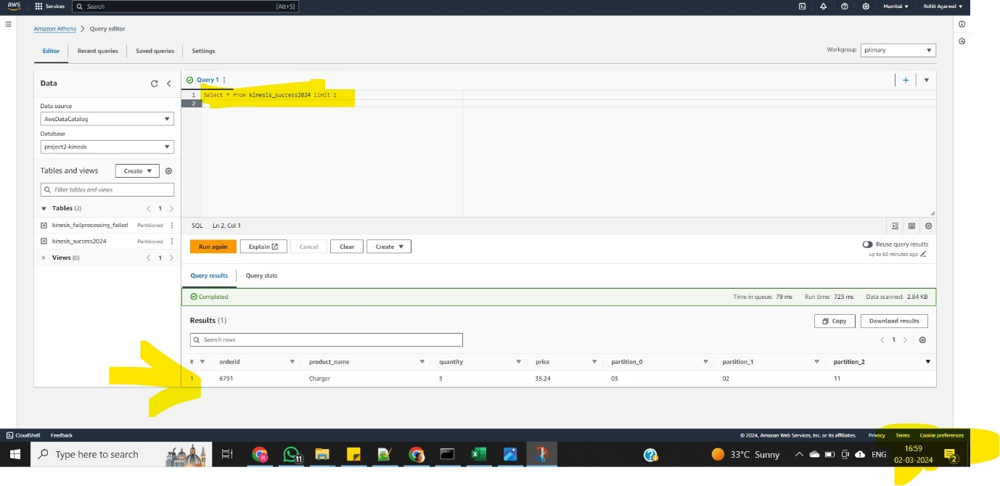 aws Services Search [Alt+S] Mumbai Rohit Agarwal
Amazon Athena > Query editor
Editor Recent queries Saved queries Settings Workgroup primary
Data
Data source
AwsDataCatalog
Database
project2-kinesis
Tables and views Create
Filter tables and views
Tables (2) < 1 >
kinesis_failprocessing_failed Partitioned
kinesis_success2024 Partitioned
Views (0) < 1 >
Query 1
1 Select * from kinesis_success2024 limit 1
2
SQL Ln 2, Col 1
Run again Explain Cancel Clear Create Reuse query results
up to 60 minutes ago
Query results Query stats
Completed Time in queue: 79 ms Run time: 723 ms Data scanned: 2.84 KB
Results (1) Copy Download results
Search rows < 1 >
# orderid product_name quantity price partition_0 partition_1 partition_2
1 6791 Charger 3 35.24 03 02 11
CloudShell Feedback © 2024, Amazon Web Services, Inc. or its affiliates. Privacy Terms Cookie preferences
Type here to search 11 33°C Sunny ENG 16:59 2
02-03-2024